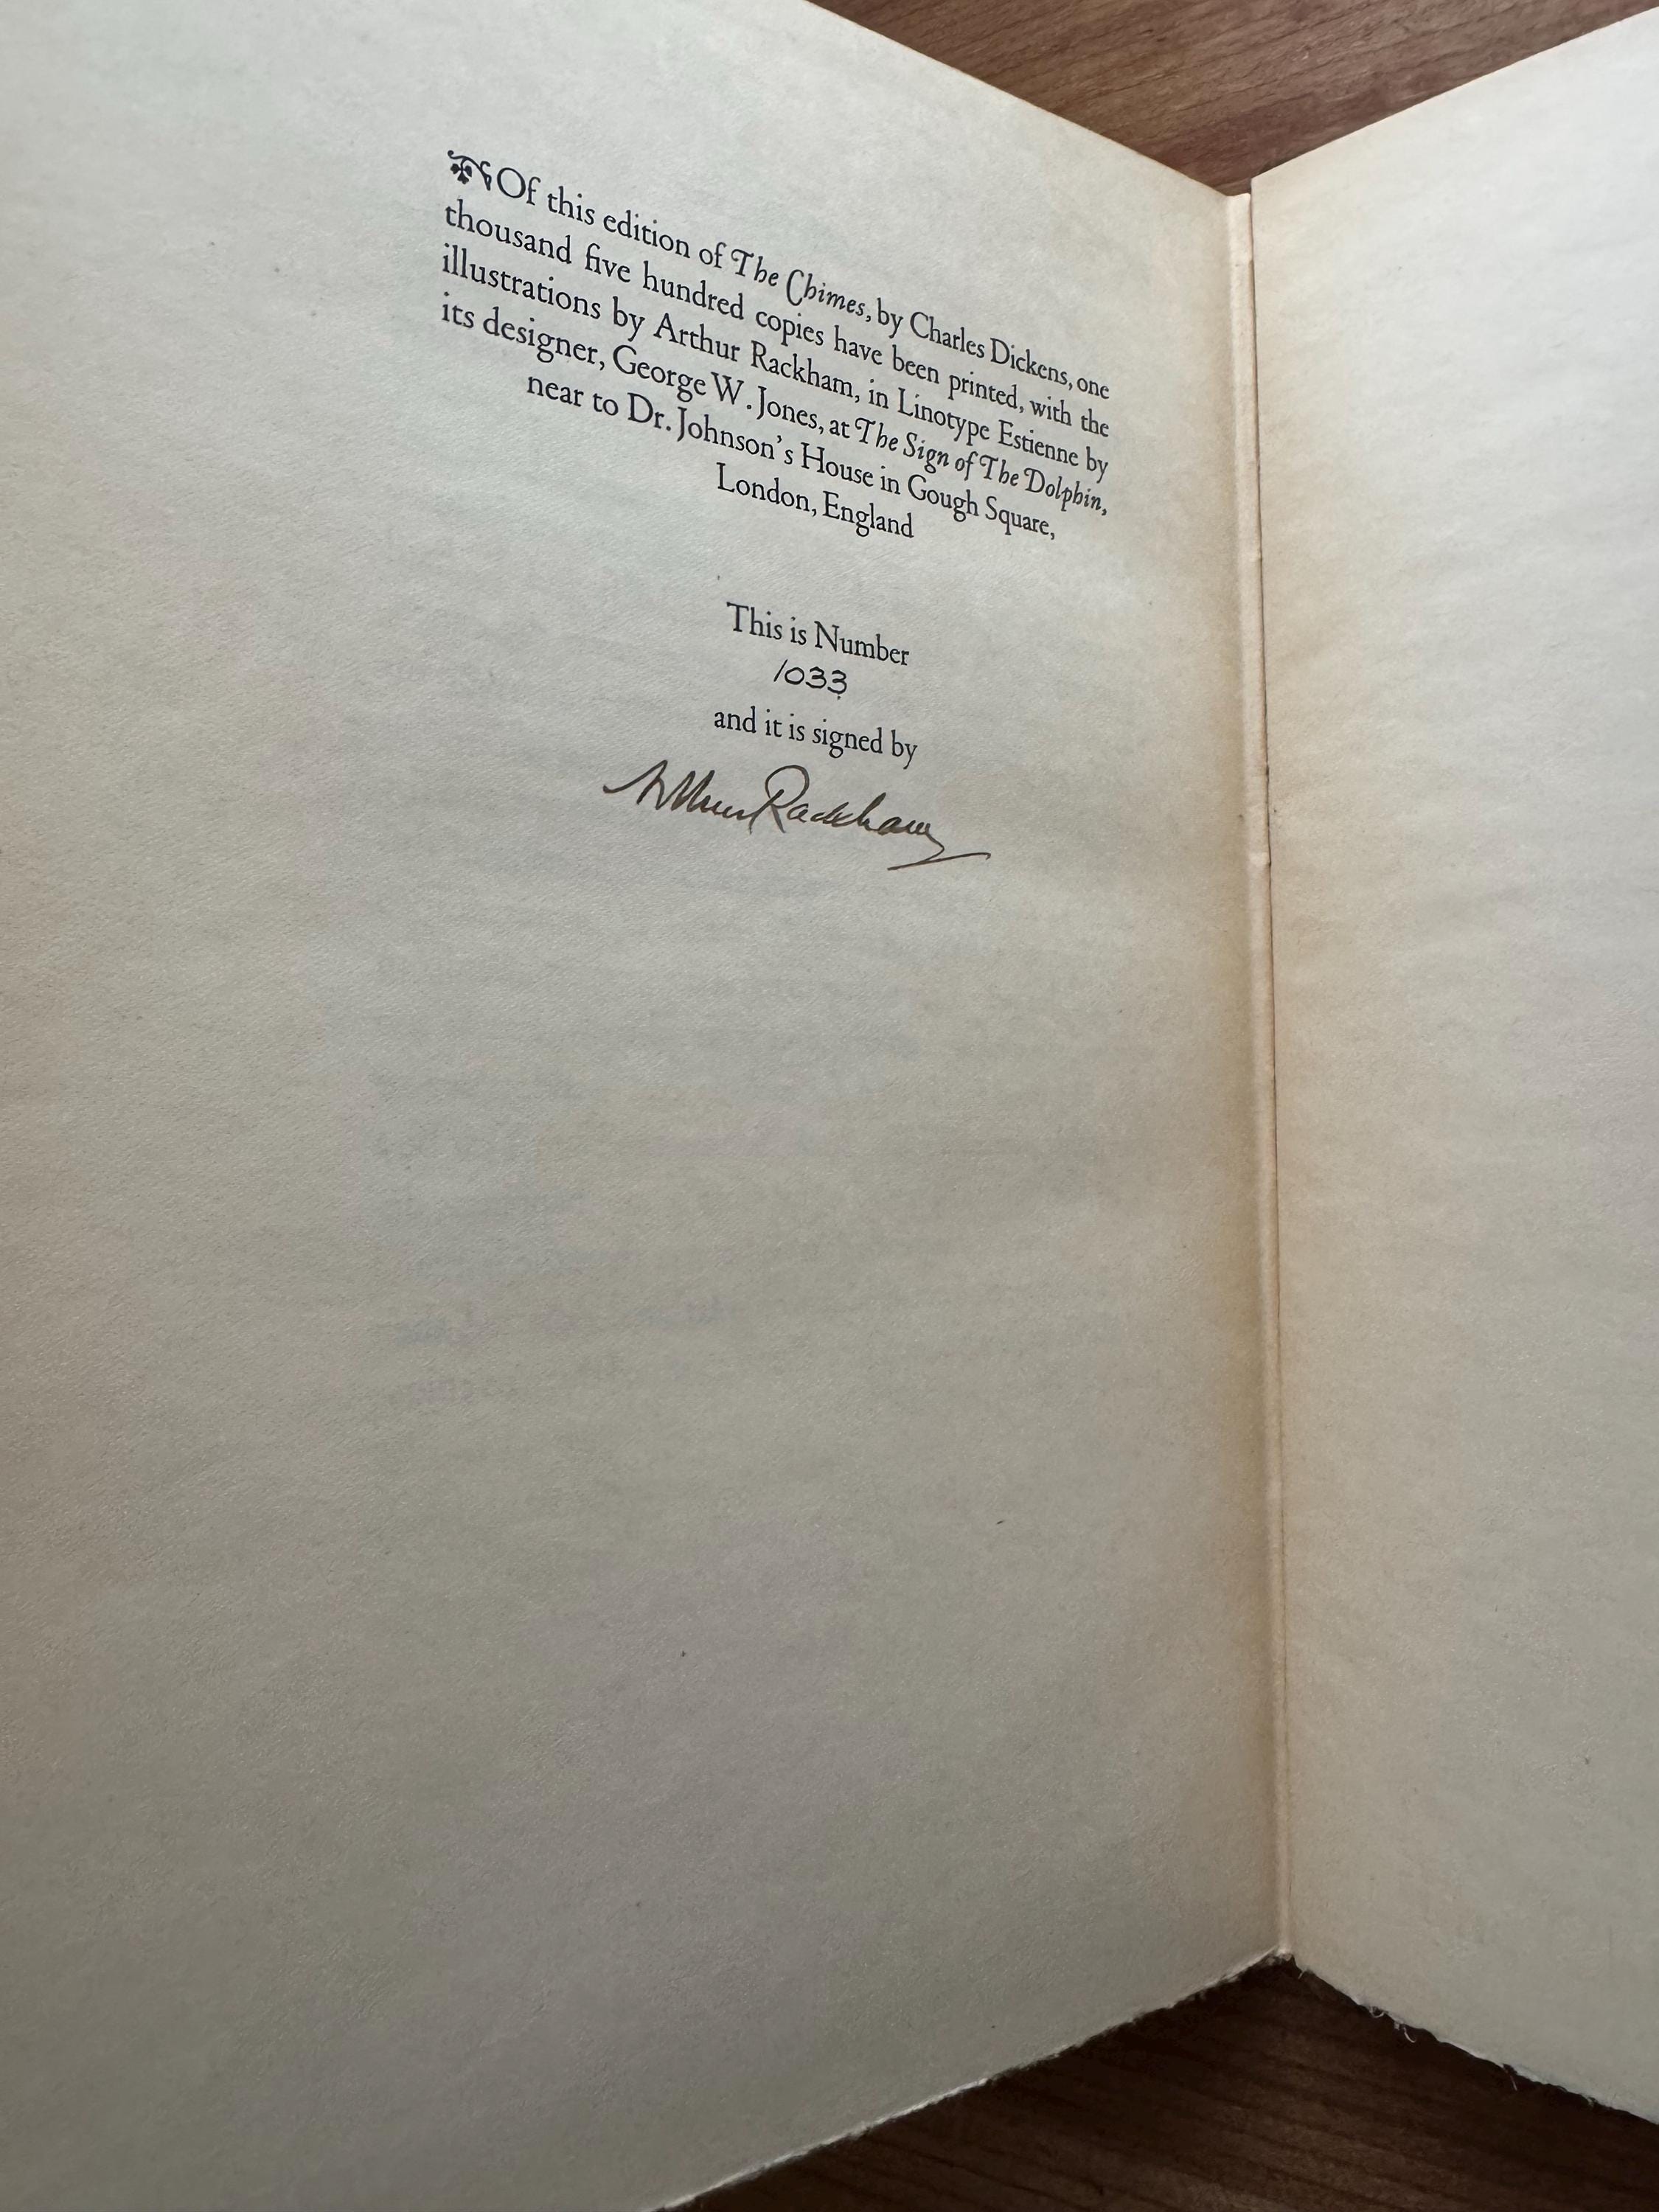 Of this edition of The Chimes, by Charles Dickens, one
thousand five hundred copies have been printed, with the
illustrations by Arthur Rackham, in Linotype Estienne by
its designer, George W. Jones, at The Sign of The Dolphin,
near to Dr. Johnson's House in Gough Square,
London, England
This is Number
1033
and it is signed by
Arthur Rackham